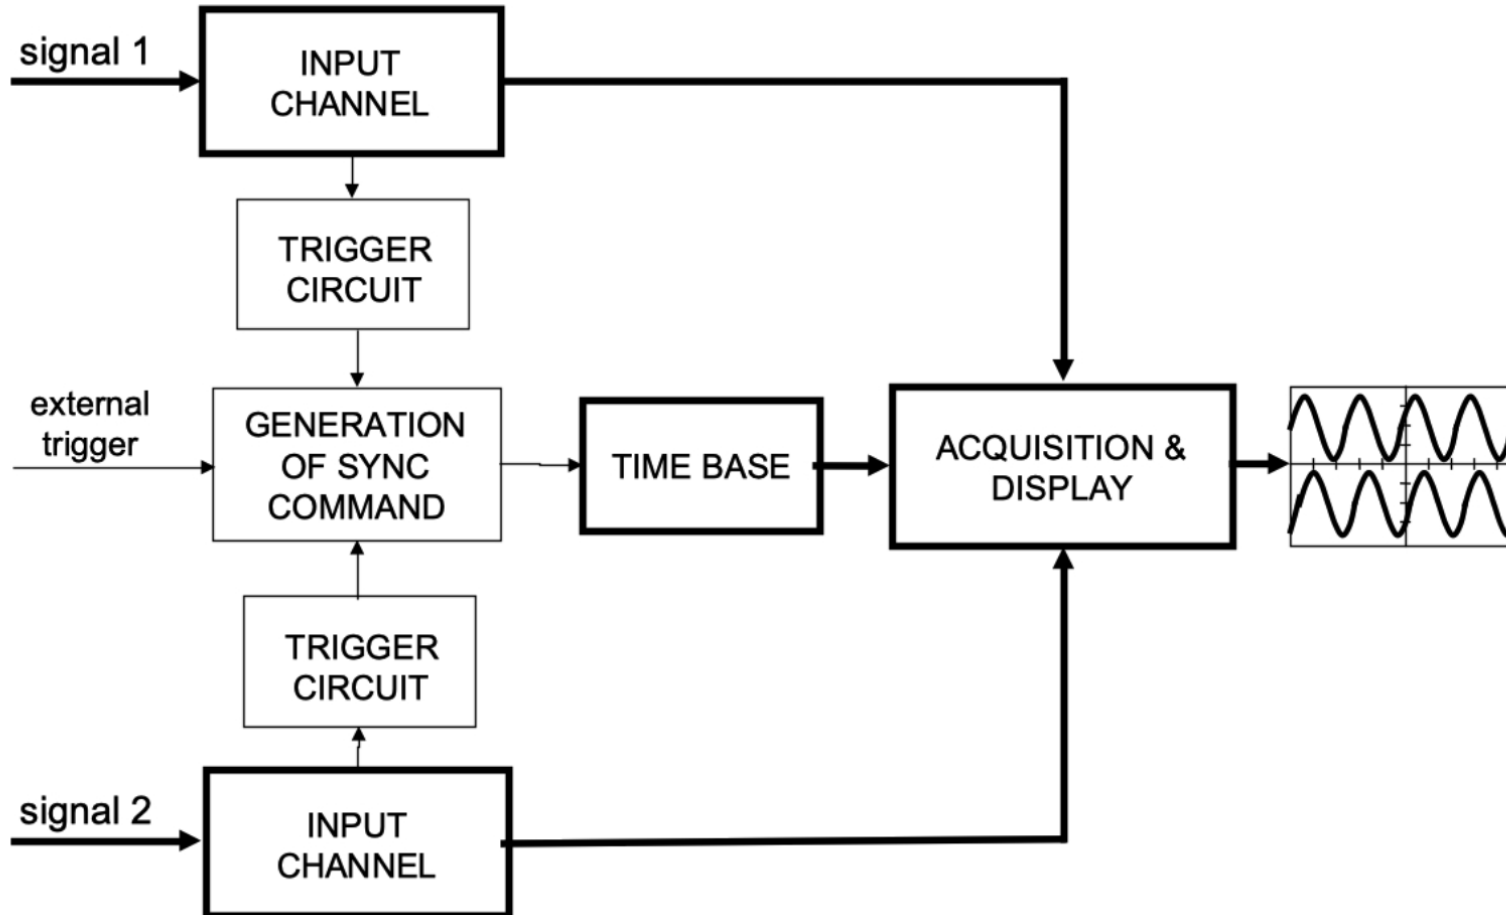 signal 1
INPUT
CHANNEL
TRIGGER
CIRCUIT
external
trigger
GENERATION
OF SYNC
COMMAND
TIME BASE
ACQUISITION &
DISPLAY
TRIGGER
CIRCUIT
signal 2
INPUT
CHANNEL